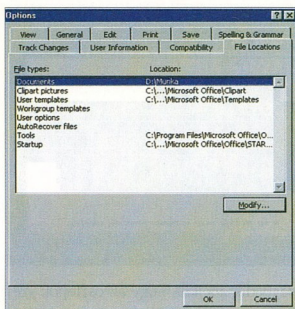 Options
View General Edit Print Save Spelling & Grammar
Track Changes User Information Compatibility File Locations
File types: Location:
Documents D:\Munka
Clipart pictures C:\...\Microsoft Office\Clipart
User templates C:\...\Microsoft Office\Templates
Workgroup templates
User options
AutoRecover files
Tools C:\Program Files\Microsoft Office\O...
Startup C:\...\Microsoft Office\Office\STAR...
Modify...
OK Cancel